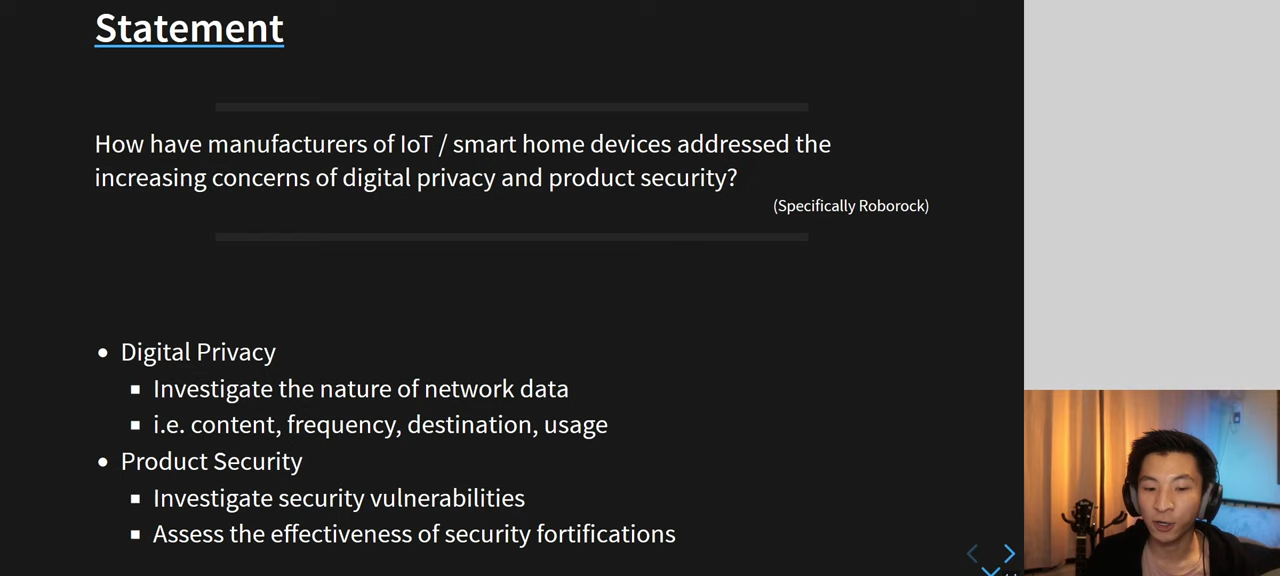 Statement
How have manufacturers of IoT / smart home devices addressed the
increasing concerns of digital privacy and product security?
(Specifically Roborock)
Digital Privacy
Investigate the nature of network data
i.e. content, frequency, destination, usage
Product Security
Investigate security vulnerabilities
Assess the effectiveness of security fortifications